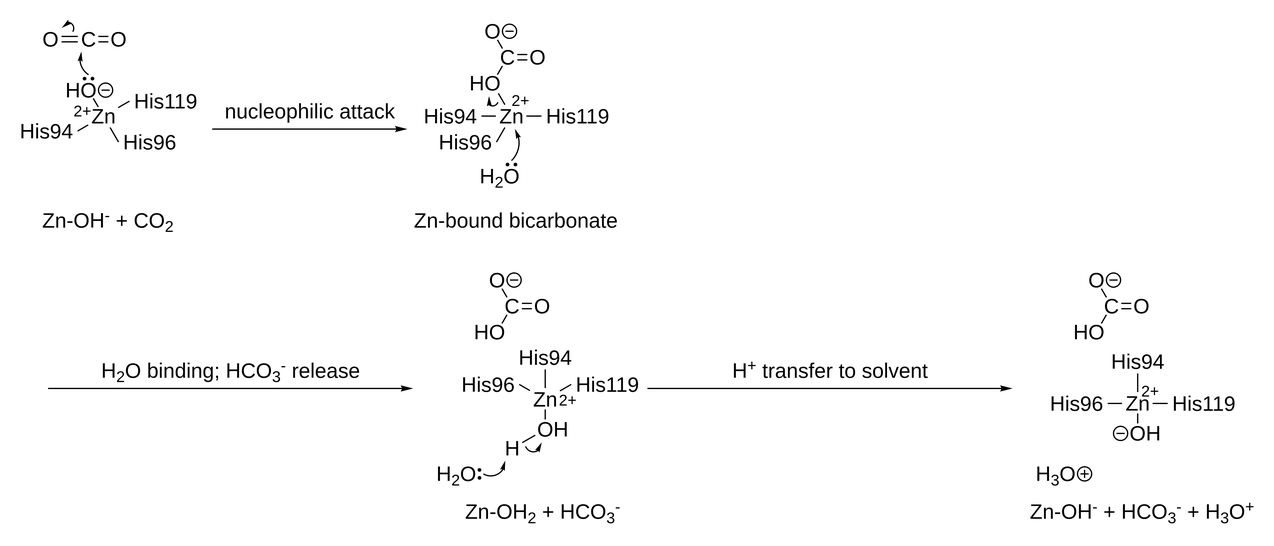 O=C=O
HO⊖
2+
Zn
His119
His94
His96
Zn-OH⁻ + CO₂
nucleophilic attack
O⊖
C=O
HO
2+
His94 Zn His119
His96
H₂O
Zn-bound bicarbonate
H₂O binding; HCO₃⁻ release
O⊖
C=O
HO
His94
His96 His119
Zn 2+
OH
H
H₂O:
Zn-OH₂ + HCO₃⁻
H⁺ transfer to solvent
O⊖
C=O
HO
His94
2+
His96 Zn His119
⊖OH
H₃O⊕
Zn-OH⁻ + HCO₃⁻ + H₃O⁺